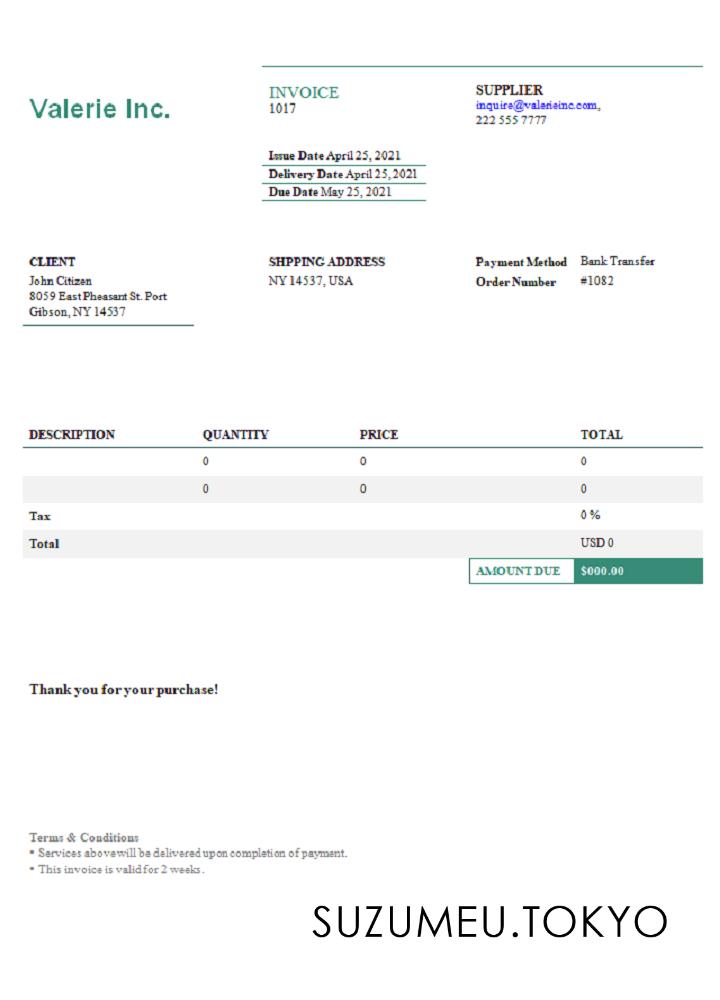 Valerie Inc.
INVOICE
1017
SUPPLIER
inquire@valerieinc.com,
222 555 7777
Issue Date April 25, 2021
Delivery Date April 25, 2021
Due Date May 25, 2021
CLIENT
John Citizen
8059 East Pheasant St. Port
Gibson, NY 14537
SHPPING ADDRESS
NY 14537, USA
Payment Method Bank Transfer
Order Number #1082
DESCRIPTION QUANTITY PRICE TOTAL
0 0 0
0 0 0
Tax 0 %
Total USD 0
AMOUNT DUE $000.00
Thank you for your purchase!
Terms & Conditions
▪ Services above will be delivered upon completion of payment.
▪ This invoice is valid for 2 weeks.
SUZUMEU.TOKYO